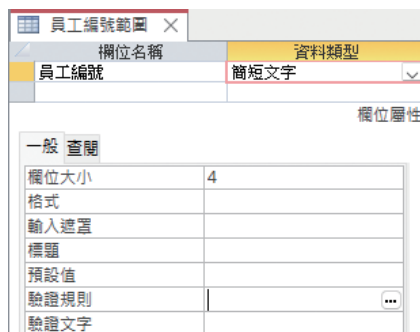 員工編號範圍
欄位名稱 資料類型
員工編號 簡短文字
欄位屬性
一般 查閱
欄位大小 4
格式
輸入遮罩
標題
預設值
驗證規則
驗證文字